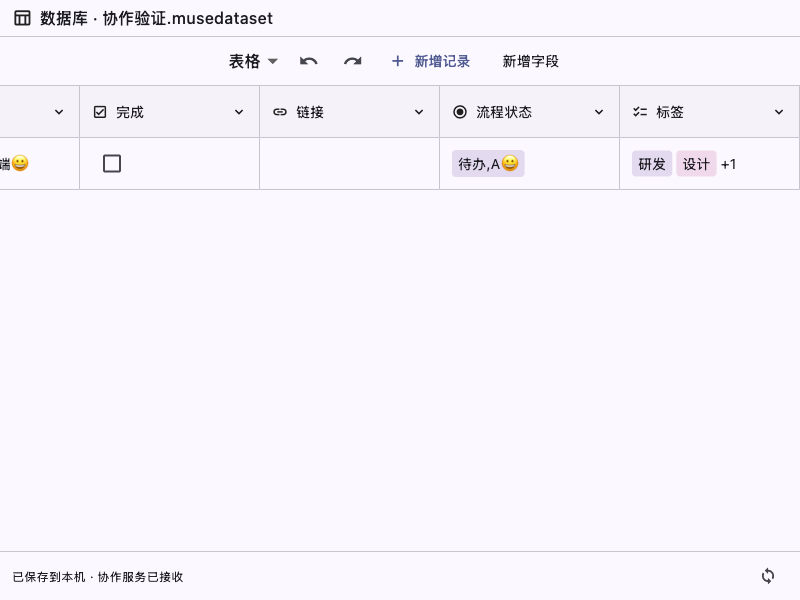 数据库 · 协作验证.musedataset
表格 新增记录 新增字段
完成 链接 流程状态 标签
端😀 待办,A😀 研发 设计 +1
已保存到本机 · 协作服务已接收